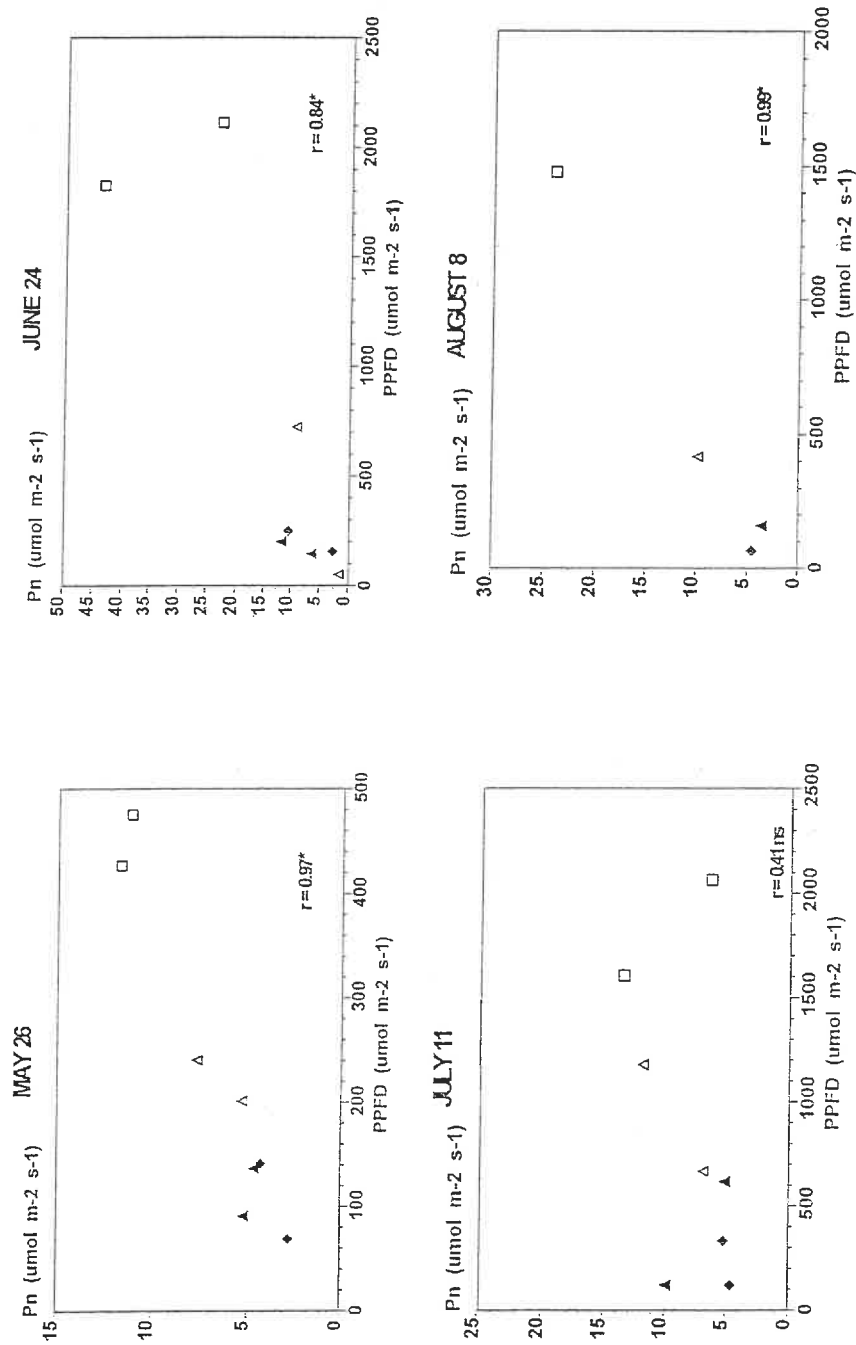 MAY 26
Pn (umol m-2 s-1)
15
10
5
0
0 100 200 300 400 500
PPFD (umol m-2 s-1)
r=0.97*
JUNE 24
Pn (umol m-2 s-1)
50
45
40
35
30
25
20
15
10
5
0
0 500 1000 1500 2000 2500
PPFD (umol m-2 s-1)
r=0.84*
JULY 11
Pn (umol m-2 s-1)
25
20
15
10
5
0
0 500 1000 1500 2000 2500
PPFD (umol m-2 s-1)
r=0.41ns
AUGUST 8
Pn (umol m-2 s-1)
30
25
20
15
10
5
0
0 500 1000 1500 2000
PPFD (umol m-2 s-1)
r=0.99*